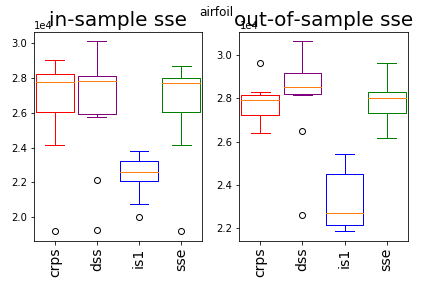 airfoil
in-sample sse
1e4
3.0
2.8
2.6
2.4
2.2
2.0
crps
dss
is1
sse
out-of-sample sse
1e4
3.0
2.8
2.6
2.4
2.2
crps
dss
is1
sse